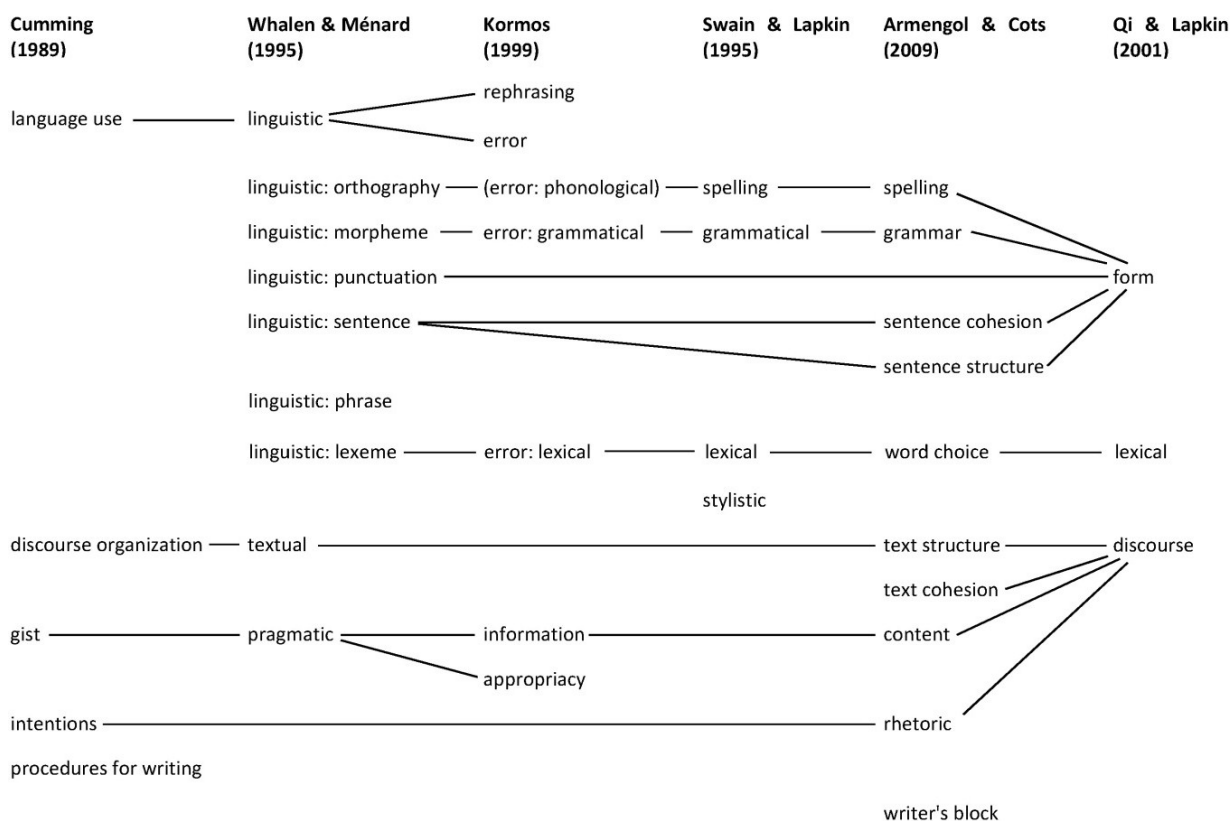 Cumming Whalen & Ménard Kormos Swain & Lapkin Armengol & Cots Qi & Lapkin
(1989) (1995) (1999) (1995) (2009) (2001)
rephrasing
language use linguistic
error
linguistic: orthography (error: phonological) spelling spelling
linguistic: morpheme error: grammatical grammatical grammar
linguistic: punctuation form
linguistic: sentence sentence cohesion
sentence structure
linguistic: phrase
linguistic: lexeme error: lexical lexical word choice lexical
stylistic
discourse organization textual text structure discourse
text cohesion
gist pragmatic information content
appropriacy
intentions rhetoric
procedures for writing
writer's block